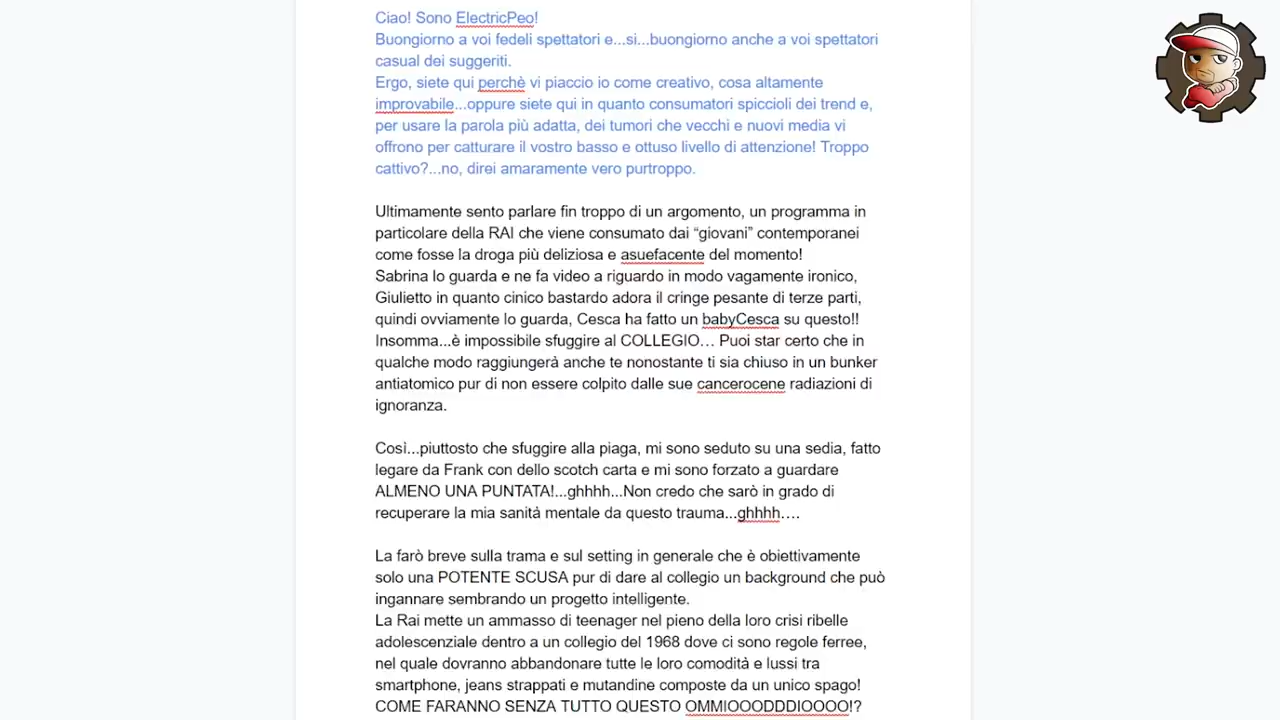 Ciao! Sono ElectricPeo!
Buongiorno a voi fedeli spettatori e...si...buongiorno anche a voi spettatori
casual dei suggeriti.
Ergo, siete qui perchè vi piaccio io come creativo, cosa altamente
improvabile...oppure siete qui in quanto consumatori spiccioli dei trend e,
per usare la parola più adatta, dei tumori che vecchi e nuovi media vi
offrono per catturare il vostro basso e ottuso livello di attenzione! Troppo
cattivo?...no, direi amaramente vero purtroppo.
Ultimamente sento parlare fin troppo di un argomento, un programma in
particolare della RAI che viene consumato dai “giovani” contemporanei
come fosse la droga più deliziosa e asuefacente del momento!
Sabrina lo guarda e ne fa video a riguardo in modo vagamente ironico,
Giulietto in quanto cinico bastardo adora il cringe pesante di terze parti,
quindi ovviamente lo guarda, Cesca ha fatto un babyCesca su questo!!
Insomma...è impossibile sfuggire al COLLEGIO… Puoi star certo che in
qualche modo raggiungerà anche te nonostante ti sia chiuso in un bunker
antiatomico pur di non essere colpito dalle sue cancerocene radiazioni di
ignoranza.
Così...piuttosto che sfuggire alla piaga, mi sono seduto su una sedia, fatto
legare da Frank con dello scotch carta e mi sono forzato a guardare
ALMENO UNA PUNTATA!...ghhhh...Non credo che sarò in grado di
recuperare la mia sanità mentale da questo trauma...ghhhh….
La farò breve sulla trama e sul setting in generale che è obiettivamente
solo una POTENTE SCUSA pur di dare al collegio un background che può
ingannare sembrando un progetto intelligente.
La Rai mette un ammasso di teenager nel pieno della loro crisi ribelle
adolescenziale dentro a un collegio del 1968 dove ci sono regole ferree,
nel quale dovranno abbandonare tutte le loro comodità e lussi tra
smartphone, jeans strappati e mutandine composte da un unico spago!
COME FARANNO SENZA TUTTO QUESTO OMMIOOODDDIOOOO!?